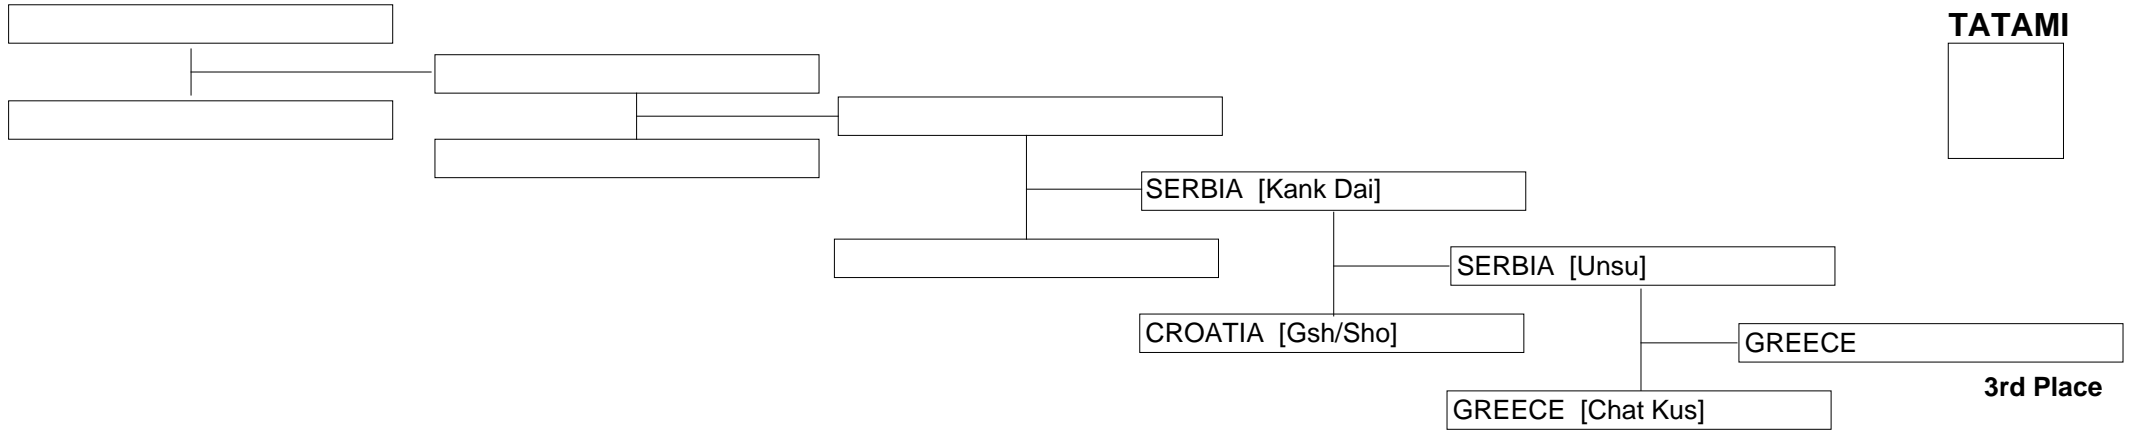 TATAMI
SERBIA [Kank Dai]
SERBIA [Unsu]
CROATIA [Gsh/Sho]
GREECE
3rd Place
GREECE [Chat Kus]